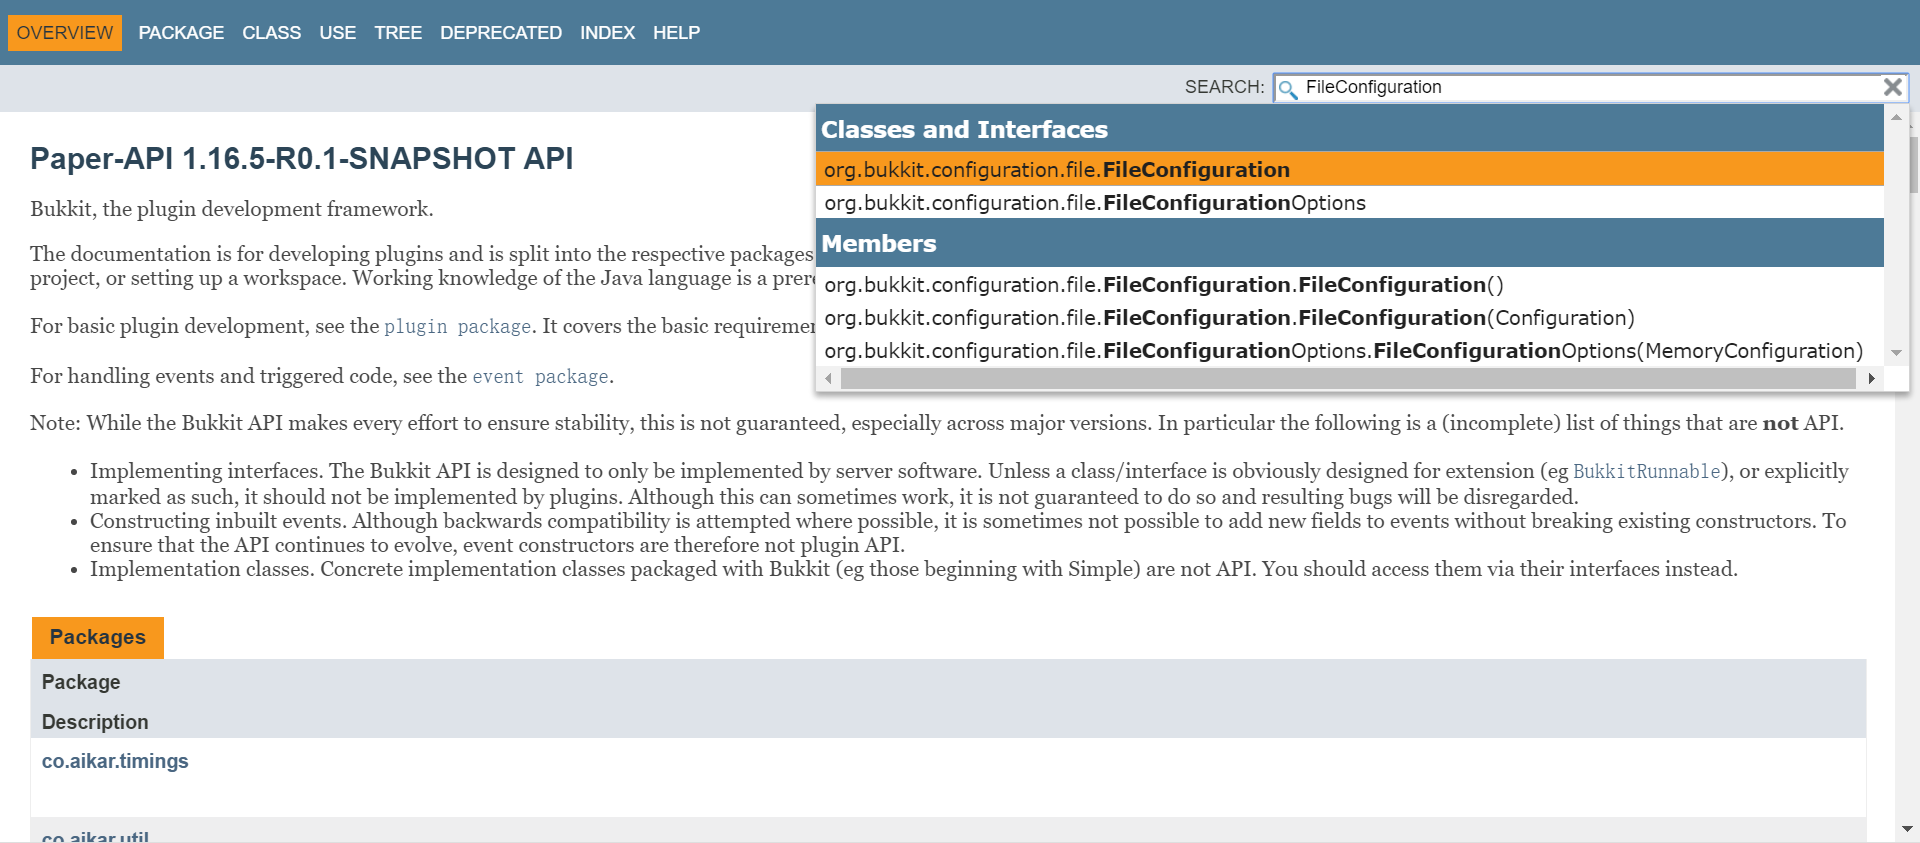 OVERVIEW PACKAGE CLASS USE TREE DEPRECATED INDEX HELP
SEARCH: FileConfiguration
Classes and Interfaces
org.bukkit.configuration.file.FileConfiguration
org.bukkit.configuration.file.FileConfigurationOptions
Members
org.bukkit.configuration.file.FileConfiguration.FileConfiguration()
org.bukkit.configuration.file.FileConfiguration.FileConfiguration(Configuration)
org.bukkit.configuration.file.FileConfigurationOptions.FileConfigurationOptions(MemoryConfiguration)
Paper-API 1.16.5-R0.1-SNAPSHOT API
Bukkit, the plugin development framework.
The documentation is for developing plugins and is split into the respective packages
project, or setting up a workspace. Working knowledge of the Java language is a prer
For basic plugin development, see the plugin package. It covers the basic requiremen
For handling events and triggered code, see the event package.
Note: While the Bukkit API makes every effort to ensure stability, this is not guaranteed, especially across major versions. In particular the following is a (incomplete) list of things that are not API.
• Implementing interfaces. The Bukkit API is designed to only be implemented by server software. Unless a class/interface is obviously designed for extension (eg BukkitRunnable), or explicitly
marked as such, it should not be implemented by plugins. Although this can sometimes work, it is not guaranteed to do so and resulting bugs will be disregarded.
• Constructing inbuilt events. Although backwards compatibility is attempted where possible, it is sometimes not possible to add new fields to events without breaking existing constructors. To
ensure that the API continues to evolve, event constructors are therefore not plugin API.
• Implementation classes. Concrete implementation classes packaged with Bukkit (eg those beginning with Simple) are not API. You should access them via their interfaces instead.
Packages
Package
Description
co.aikar.timings
co.aikar.util